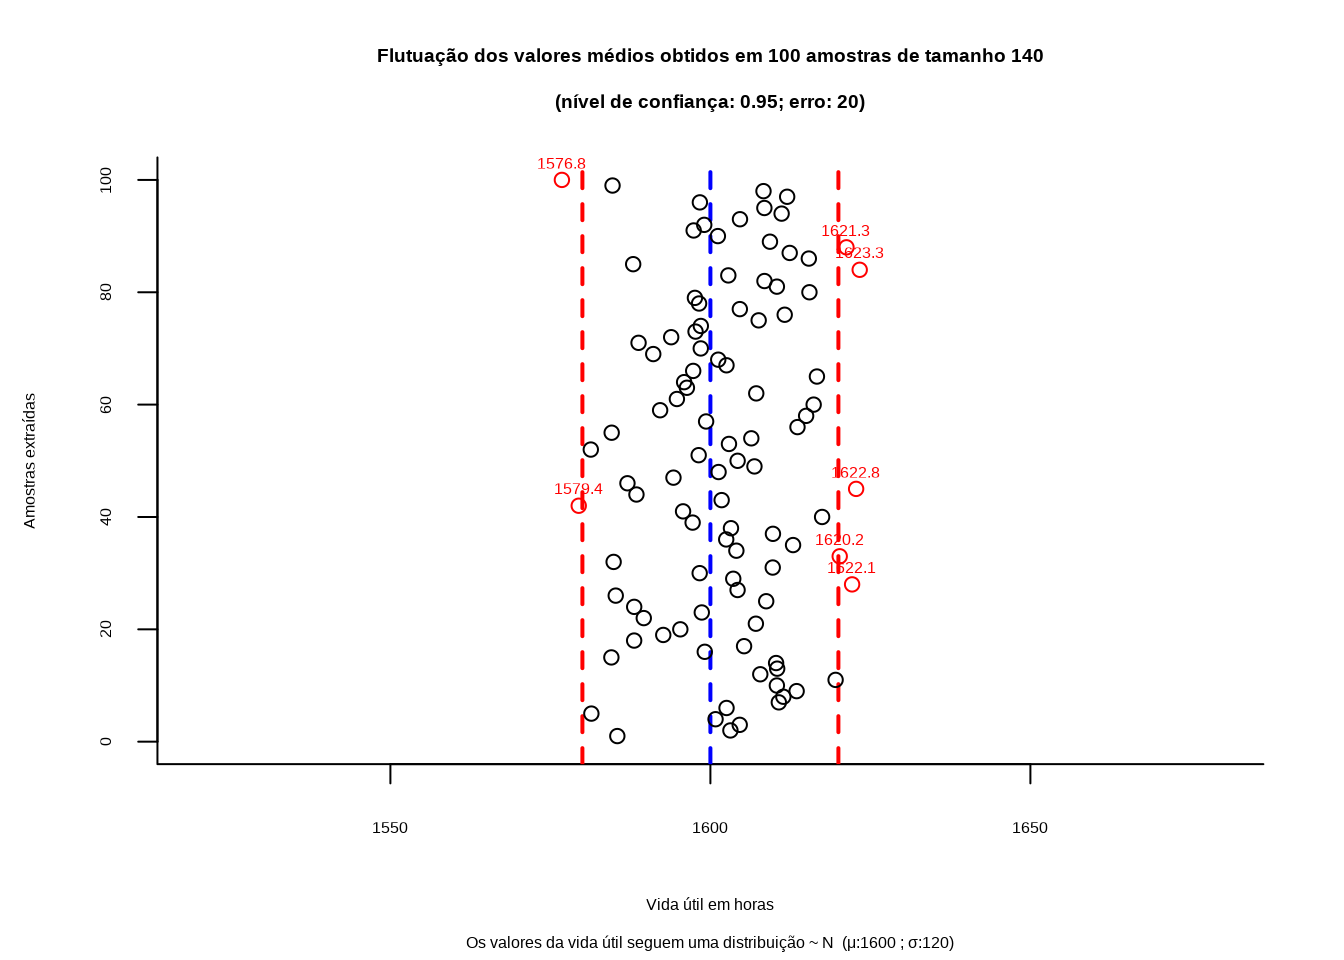 Flutuação dos valores médios obtidos em 100 amostras de tamanho 140
(nível de confiança: 0.95; erro: 20)
1576.8
1621.3
1623.3
1622.8
1579.4
1620.2
1622.1
Amostras extraídas
100
80
60
40
20
0
1550 1600 1650
Vida útil em horas
Os valores da vida útil seguem uma distribuição ~ N (μ:1600 ; σ:120)